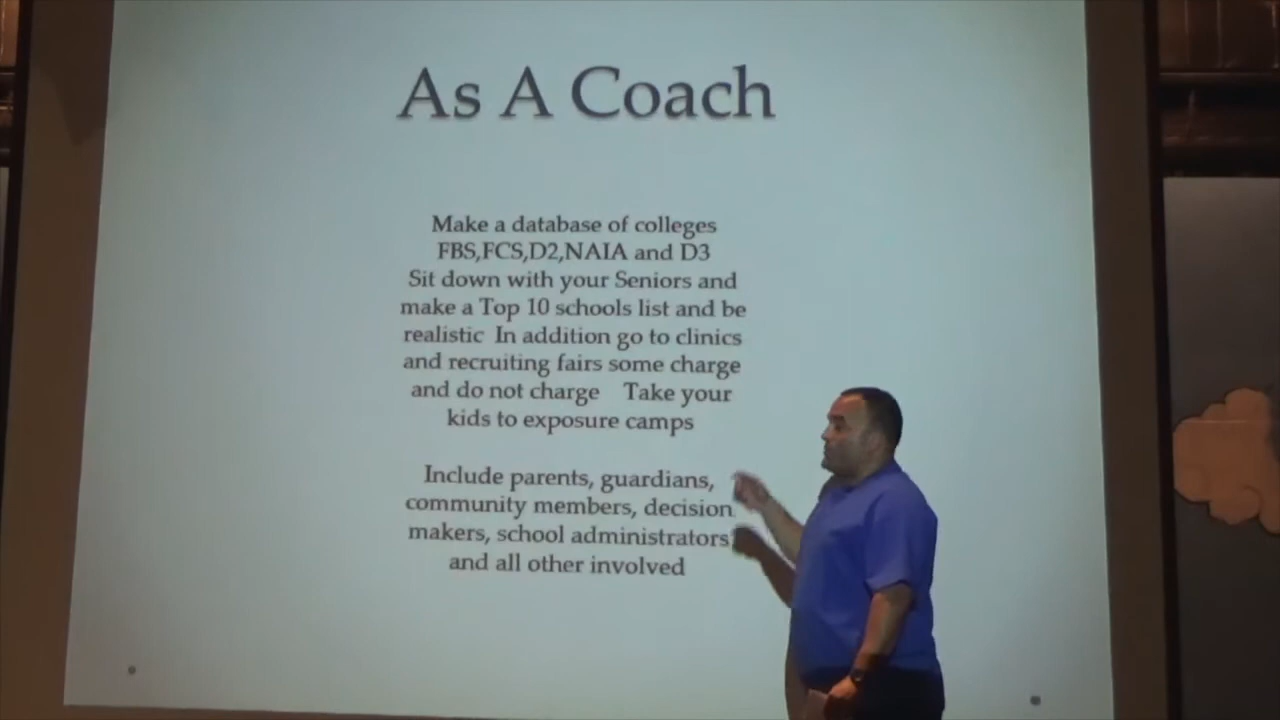 As A Coach
Make a database of colleges
FBS,FCS,D2,NAIA and D3
Sit down with your Seniors and
make a Top 10 schools list and be
realistic In addition go to clinics
and recruiting fairs some charge
and do not charge Take your
kids to exposure camps
Include parents, guardians,
community members, decision
makers, school administrators
and all other involved